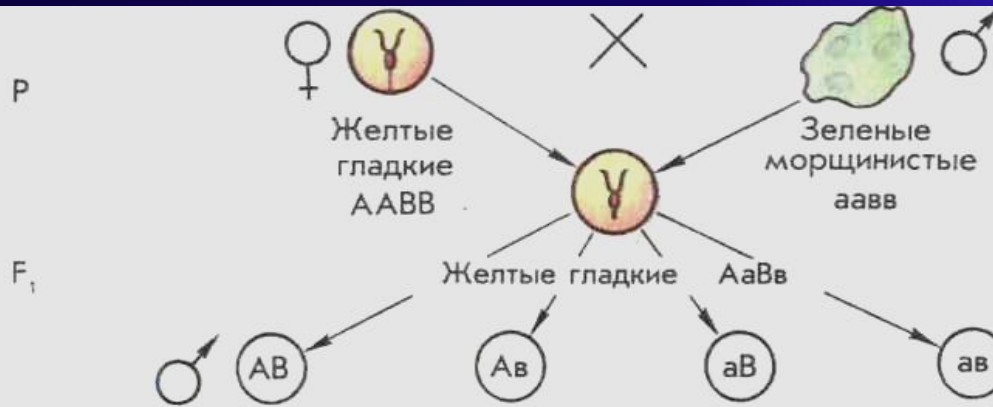 P
Желтые
гладкие
ААВВ
Зеленые
морщинистые
аавв
F₁
Желтые гладкие АаВв
АВ
Ав
аВ
ав